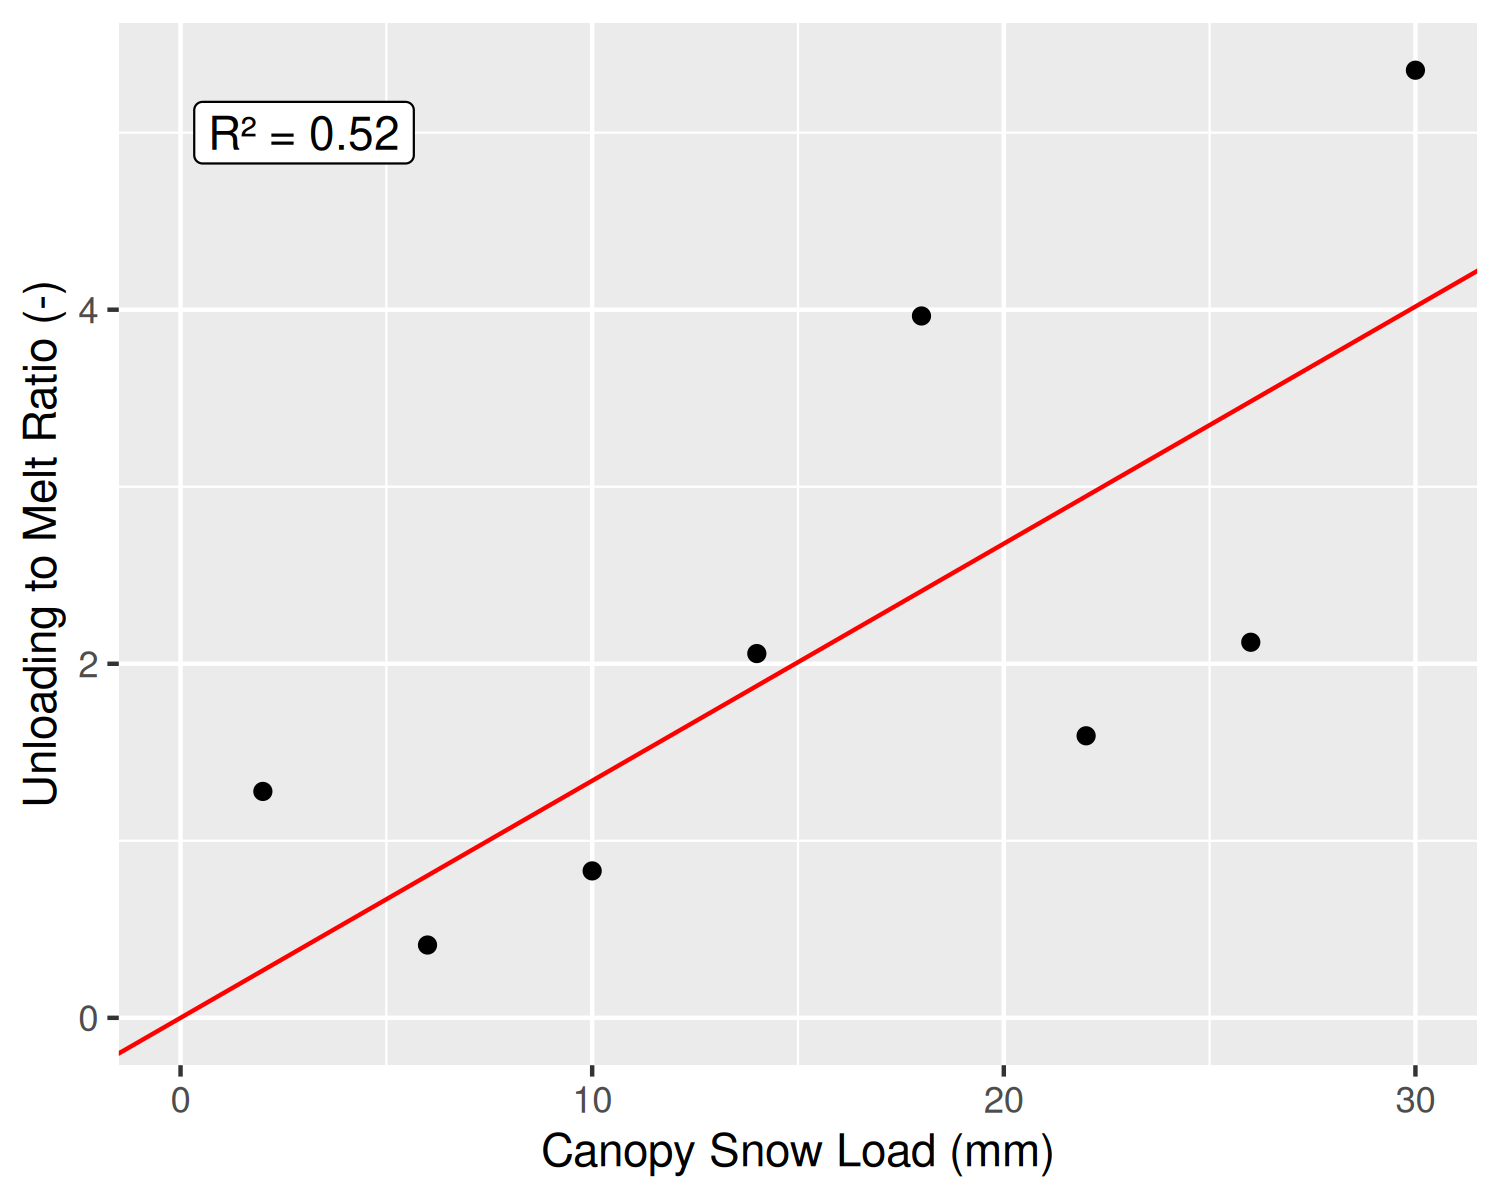 R² = 0.52
Unloading to Melt Ratio (-)
4
2
0
0 10 20 30
Canopy Snow Load (mm)